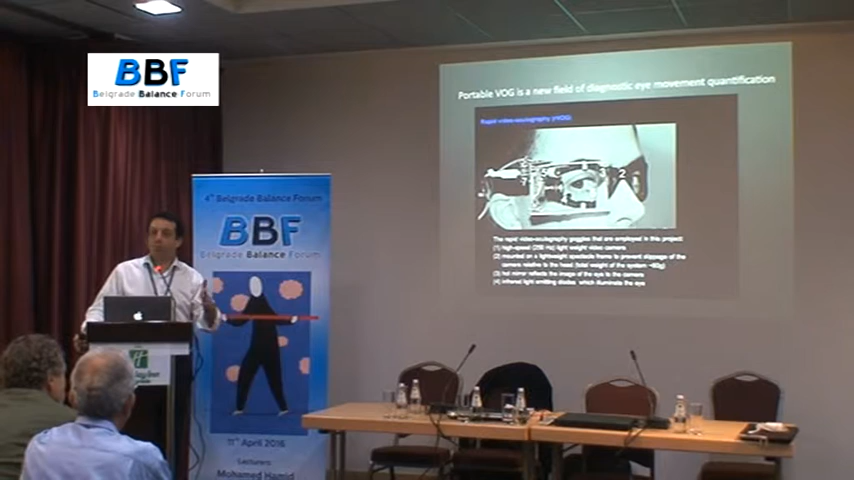 BBF
Belgrade Balance Forum
Portable VOG is a new field of diagnostic eye movement quantification
Rapid video-oculography (rVOG)
The rapid video-oculography goggles that are employed in this project:
(1) high-speed (250 Hz) light weight video camera
(2) mounted on a lightweight spectacle frame to prevent slippage of the
camera relative to the head (total weight of the system ~60g)
(3) hot mirror reflects the image of the eye to the camera
(4) infrared light emitting diodes which illuminate the eye
2
4th Belgrade Balance Forum
BBF
Belgrade Balance Forum
11th April 2016
Lecturers:
Mohamed Hamid